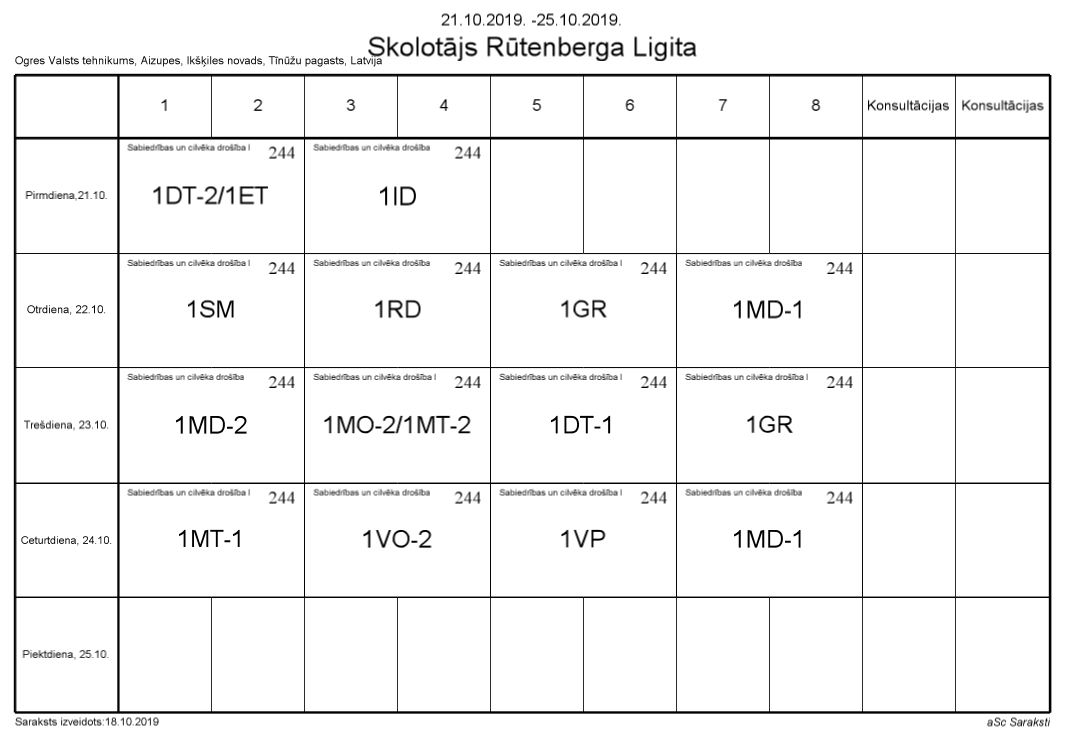 21.10.2019. -25.10.2019.
Skolotājs Rūtenberga Ligita
Ogres Valsts tehnikums, Aizupes, Ikšķiles novads, Tīnūžu pagasts, Latvija
1 2 3 4 5 6 7 8 Konsultācijas Konsultācijas
Sabiedrības un cilvēka drošība I 244 Sabiedrības un cilvēka drošība 244
Pirmdiena,21.10. 1DT-2/1ET 1ID
Sabiedrības un cilvēka drošība I 244 Sabiedrības un cilvēka drošība 244 Sabiedrības un cilvēka drošība I 244 Sabiedrības un cilvēka drošība 244
Otrdiena, 22.10. 1SM 1RD 1GR 1MD-1
Sabiedrības un cilvēka drošība 244 Sabiedrības un cilvēka drošība I 244 Sabiedrības un cilvēka drošība I 244 Sabiedrības un cilvēka drošība I 244
Trešdiena, 23.10. 1MD-2 1MO-2/1MT-2 1DT-1 1GR
Sabiedrības un cilvēka drošība I 244 Sabiedrības un cilvēka drošība 244 Sabiedrības un cilvēka drošība I 244 Sabiedrības un cilvēka drošība 244
Ceturtdiena, 24.10. 1MT-1 1VO-2 1VP 1MD-1
Piektdiena, 25.10.
Saraksts izveidots:18.10.2019 aSc Saraksti